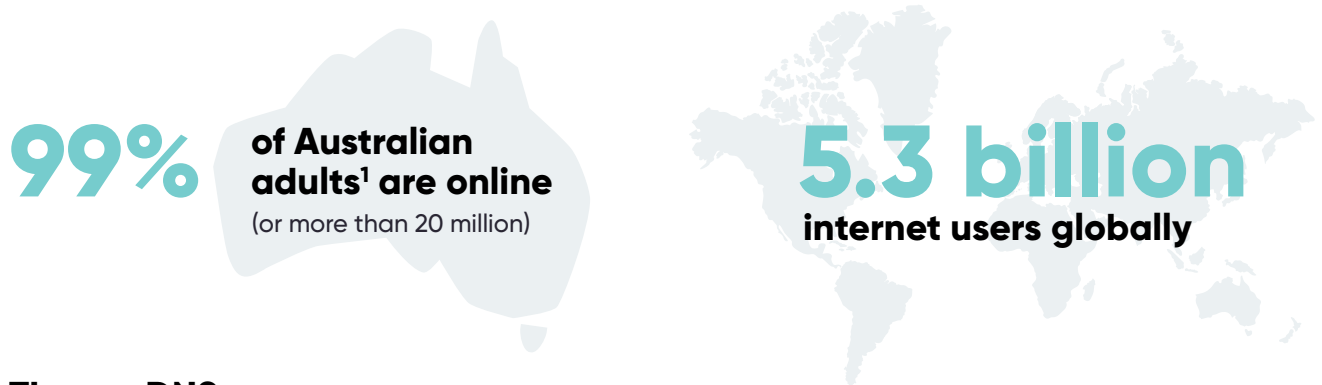 99%
of Australian
adults¹ are online
(or more than 20 million)
5.3 billion
internet users globally